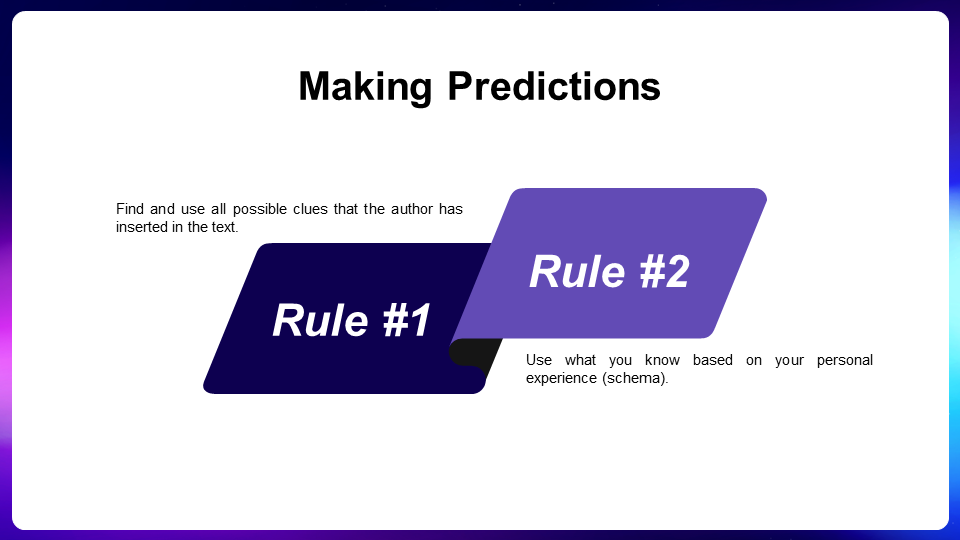 Making Predictions
Find and use all possible clues that the author has
inserted in the text.
Rule #1
Rule #2
Use what you know based on your personal
experience (schema).